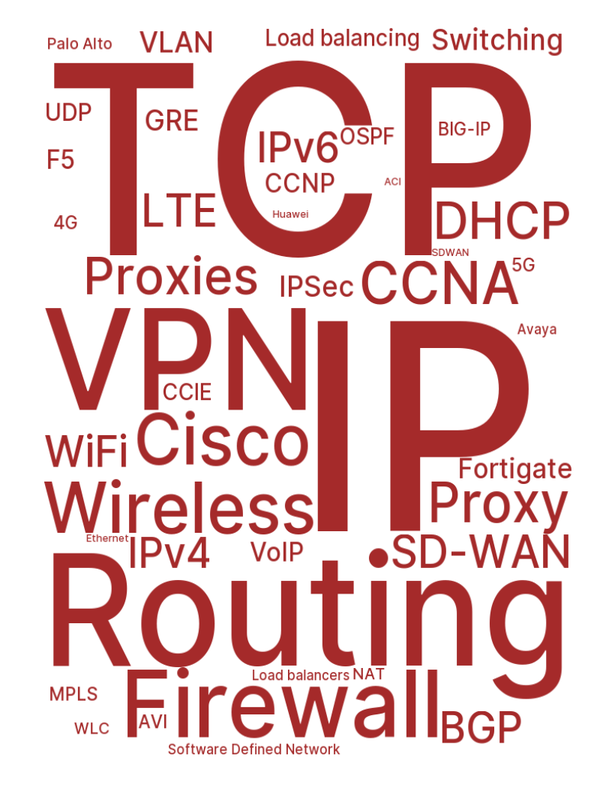 Palo Alto
VLAN
Load balancing
Switching
TCP
UDP
GRE
BIG-IP
IPv6
OSPF
F5
CCNP
ACI
LTE
Huawei
4G
DHCP
SDWAN
Proxies
IPSec
CCNA
5G
VPN
IP
Avaya
CCIE
WiFi
Cisco
Fortigate
Wireless
Proxy
Ethernet
IPv4
VoIP
SD-WAN
Routing
Load balancers
NAT
MPLS
Firewall
AVI
WLC
BGP
Software Defined Network